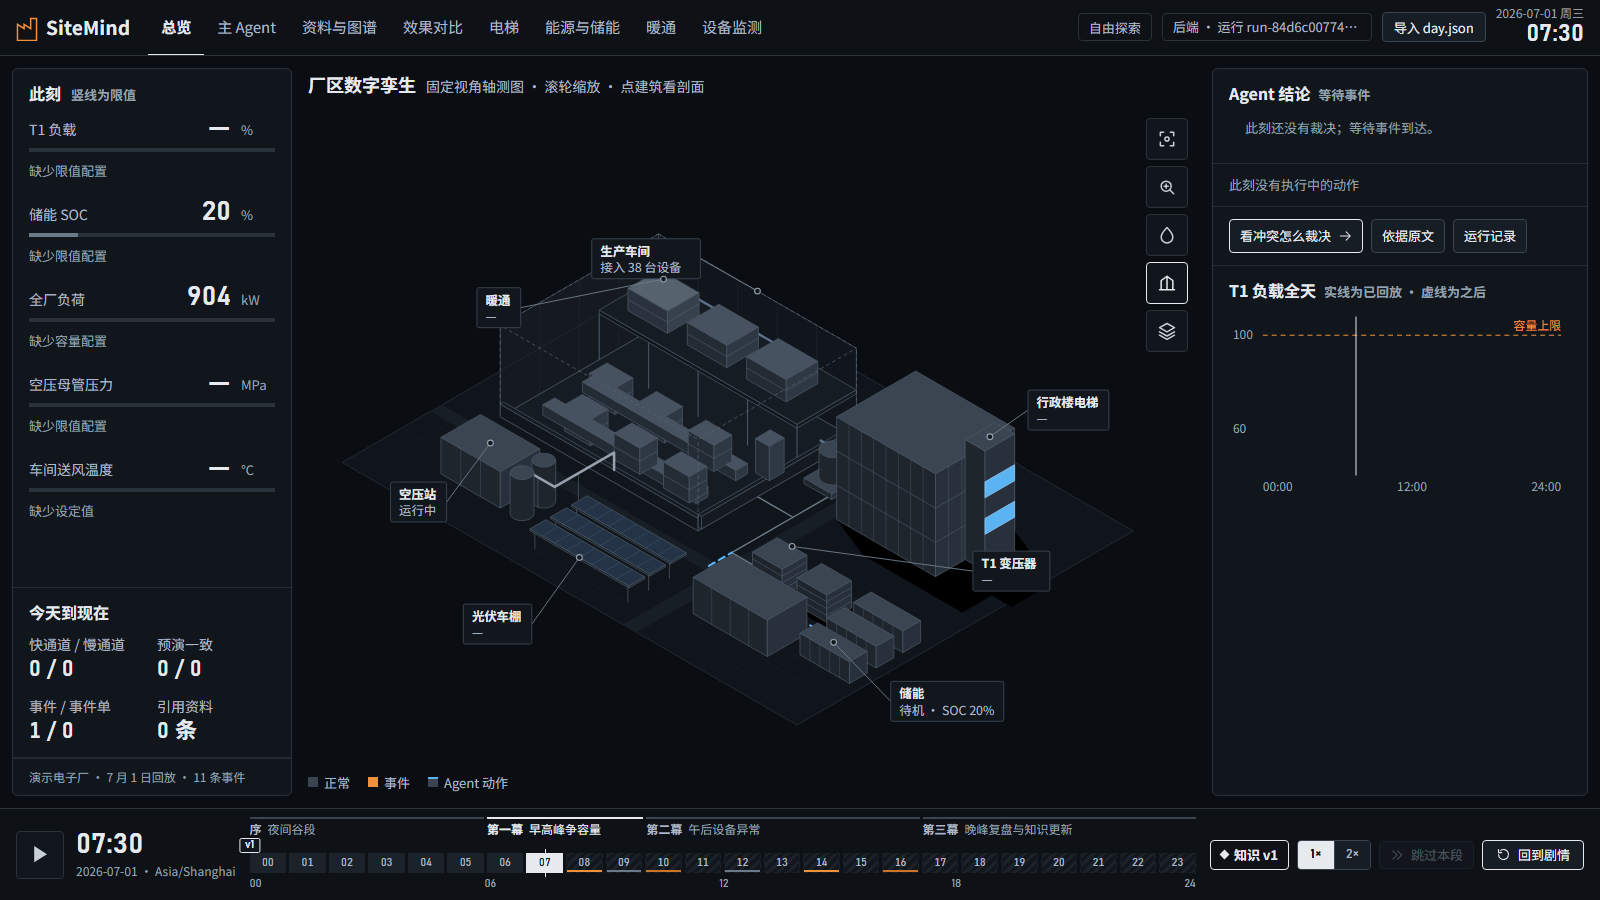 SiteMind
总览
主 Agent
资料与图谱
效果对比
电梯
能源与储能
暖通
设备监测
自由探索
后端 · 运行 run-84d6c00774…
导入 day.json
2026-07-01 周三
07:30
此刻 竖线为限值
T1 负载 — %
缺少限值配置
储能 SOC 20 %
缺少限值配置
全厂负荷 904 kW
缺少容量配置
空压母管压力 — MPa
缺少限值配置
车间送风温度 — °C
缺少设定值
今天到现在
快通道 / 慢通道 预演一致
0 / 0 0 / 0
事件 / 事件单 引用资料
1 / 0 0 条
演示电子厂 · 7 月 1 日回放 · 11 条事件
厂区数字孪生 固定视角轴测图 · 滚轮缩放 · 点建筑看剖面
生产车间
接入 38 台设备
暖通
—
行政楼电梯
—
空压站
运行中
T1 变压器
—
光伏车棚
—
储能
待机 · SOC 20%
正常 事件 Agent 动作
Agent 结论 等待事件
此刻还没有裁决；等待事件到达。
此刻没有执行中的动作
看冲突怎么裁决 →
依据原文
运行记录
T1 负载全天 实线为已回放 · 虚线为之后
容量上限
100
60
00:00 12:00 24:00
07:30
2026-07-01 · Asia/Shanghai
序 夜间谷段
第一幕 早高峰争容量
第二幕 午后设备异常
第三幕 晚峰复盘与知识更新
v1
00 01 02 03 04 05 06 07 08 09 10 11 12 13 14 15 16 17 18 19 20 21 22 23
00 06 12 18 24
◆ 知识 v1
1× 2×
跳过本段
回到剧情